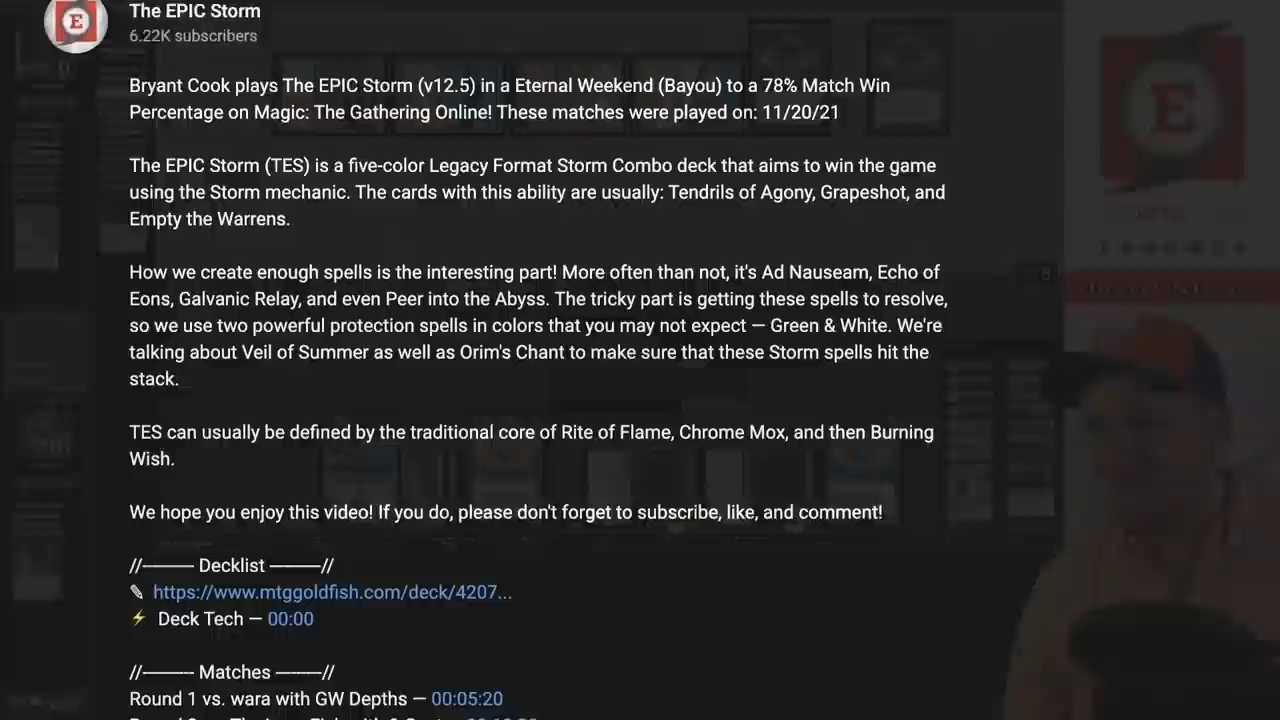 The EPIC Storm
6.22K subscribers
Bryant Cook plays The EPIC Storm (v12.5) in a Eternal Weekend (Bayou) to a 78% Match Win
Percentage on Magic: The Gathering Online! These matches were played on: 11/20/21
The EPIC Storm (TES) is a five-color Legacy Format Storm Combo deck that aims to win the game
using the Storm mechanic. The cards with this ability are usually: Tendrils of Agony, Grapeshot, and
Empty the Warrens.
How we create enough spells is the interesting part! More often than not, it's Ad Nauseam, Echo of
Eons, Galvanic Relay, and even Peer into the Abyss. The tricky part is getting these spells to resolve,
so we use two powerful protection spells in colors that you may not expect — Green & White. We're
talking about Veil of Summer as well as Orim's Chant to make sure that these Storm spells hit the
stack.
TES can usually be defined by the traditional core of Rite of Flame, Chrome Mox, and then Burning
Wish.
We hope you enjoy this video! If you do, please don't forget to subscribe, like, and comment!
//——— Decklist ———//
✎ https://www.mtggoldfish.com/deck/4207...
⚡ Deck Tech — 00:00
//——— Matches ———//
Round 1 vs. wara with GW Depths — 00:05:20